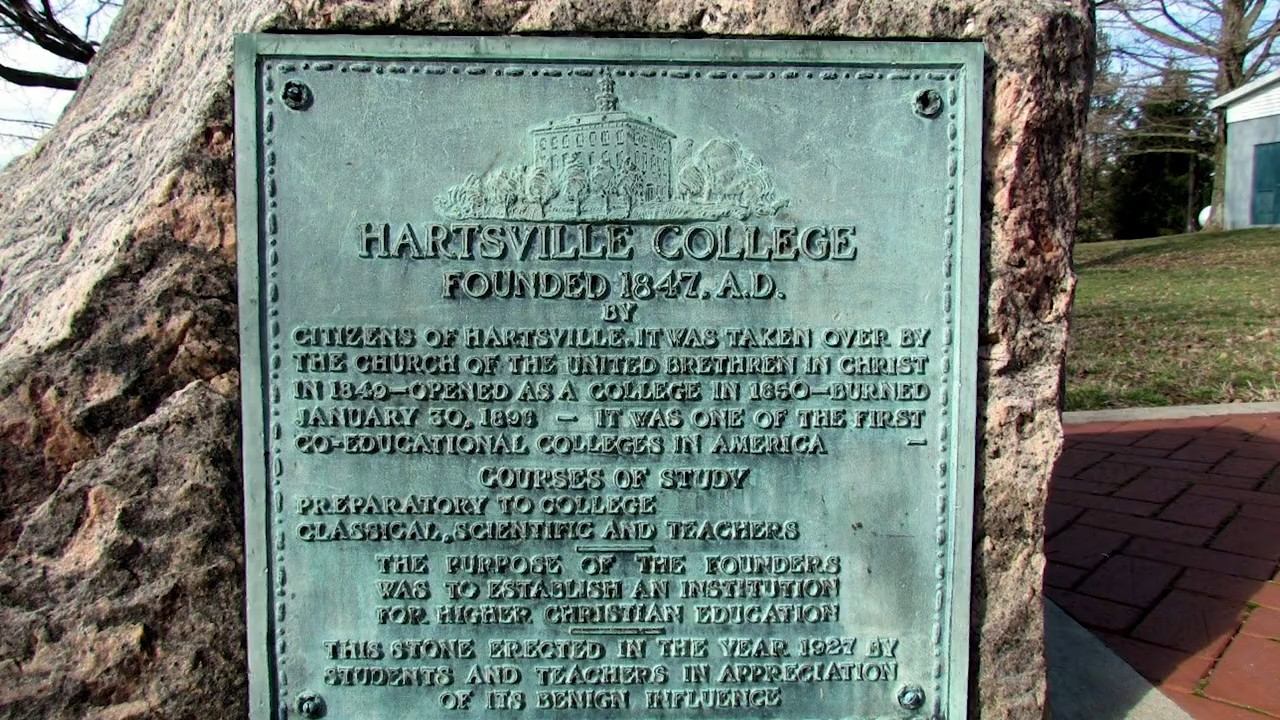 HARTSVILLE COLLEGE
FOUNDED 1847, A.D.
BY
CITIZENS OF HARTSVILLE. IT WAS TAKEN OVER BY
THE CHURCH OF THE UNITED BRETHREN IN CHRIST
IN 1849—OPENED AS A COLLEGE IN 1850—BURNED
JANUARY 30, 1898 — IT WAS ONE OF THE FIRST
CO-EDUCATIONAL COLLEGES IN AMERICA —
COURSES OF STUDY
PREPARATORY TO COLLEGE
CLASSICAL, SCIENTIFIC AND TEACHERS
THE PURPOSE OF THE FOUNDERS
WAS TO ESTABLISH AN INSTITUTION
FOR HIGHER CHRISTIAN EDUCATION
THIS STONE ERECTED IN THE YEAR 1927 BY
STUDENTS AND TEACHERS IN APPRECIATION
OF ITS BENIGN INFLUENCE